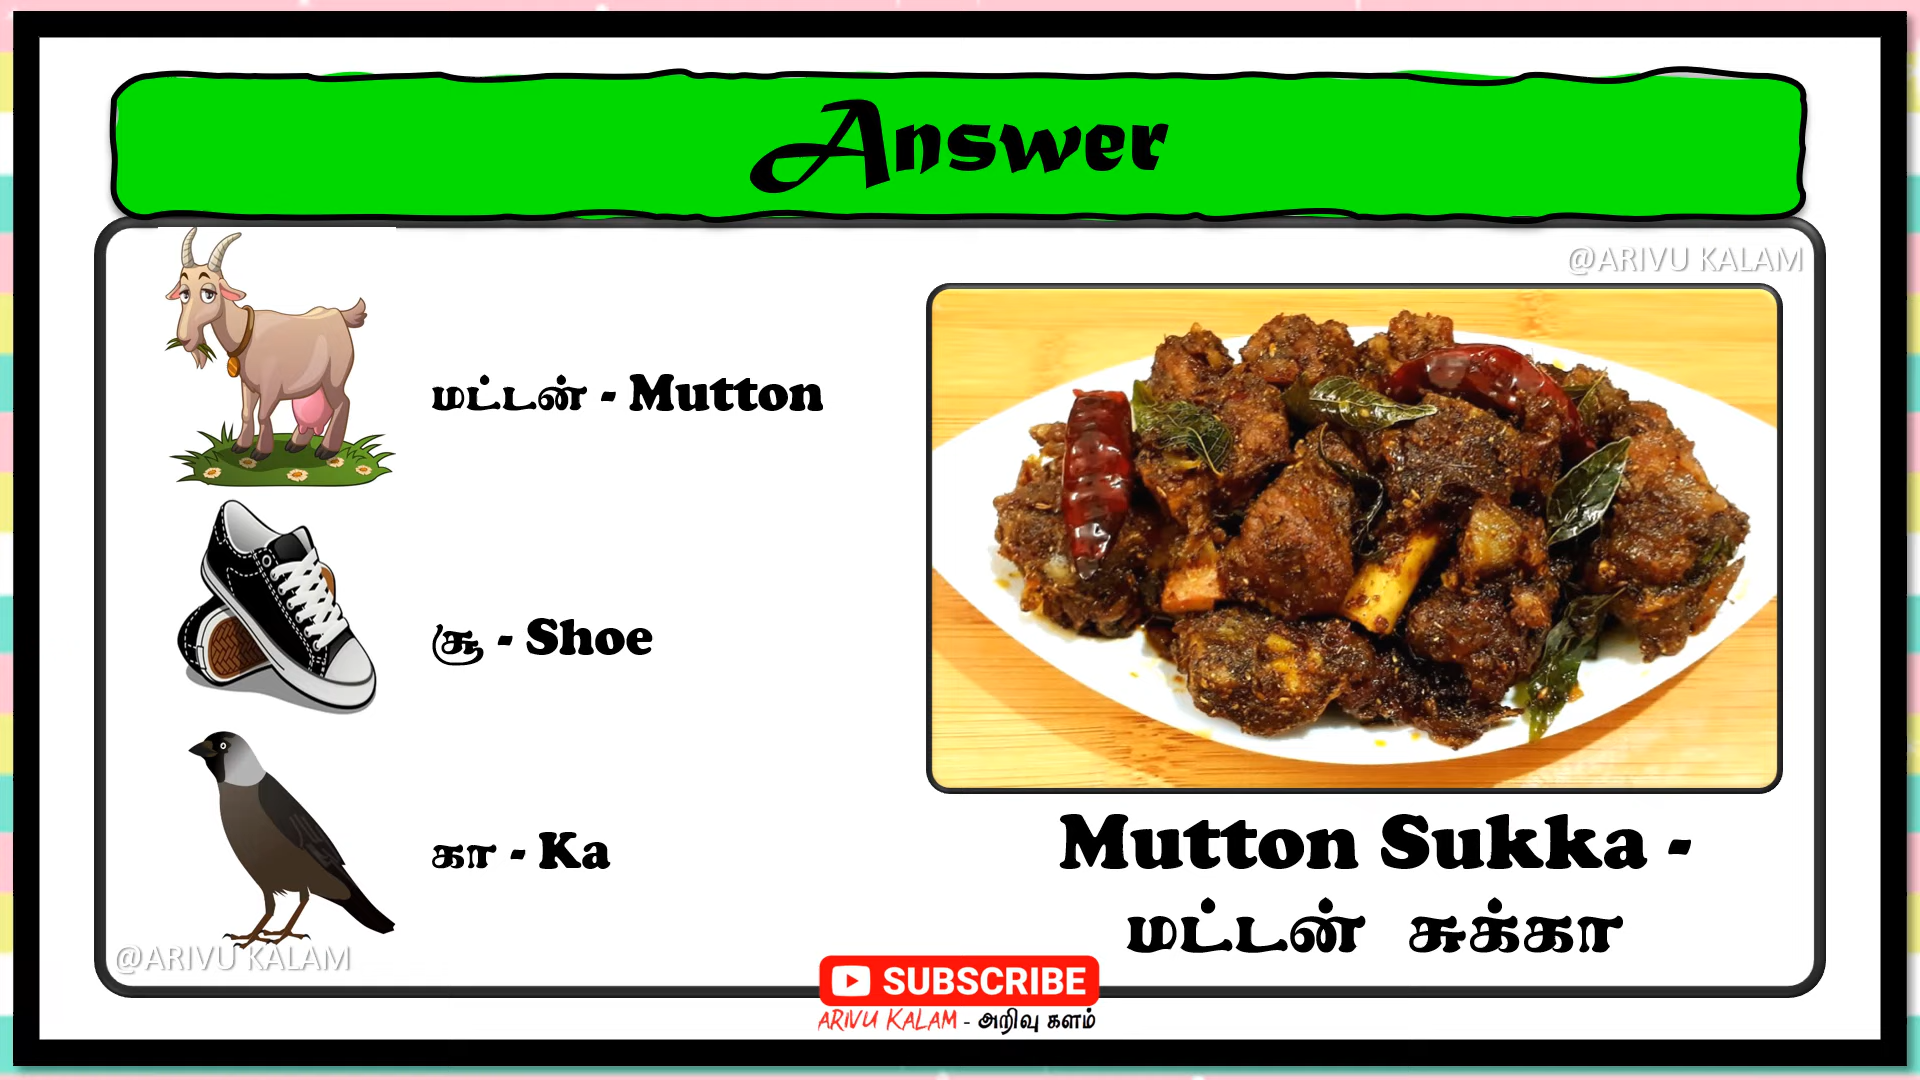 Answer
@ARIVU KALAM
மட்டன் - Mutton
சூ - Shoe
கா - Ka
Mutton Sukka -
மட்டன் சுக்கா
@ARIVU KALAM
SUBSCRIBE
ARIVU KALAM - அறிவு களம்